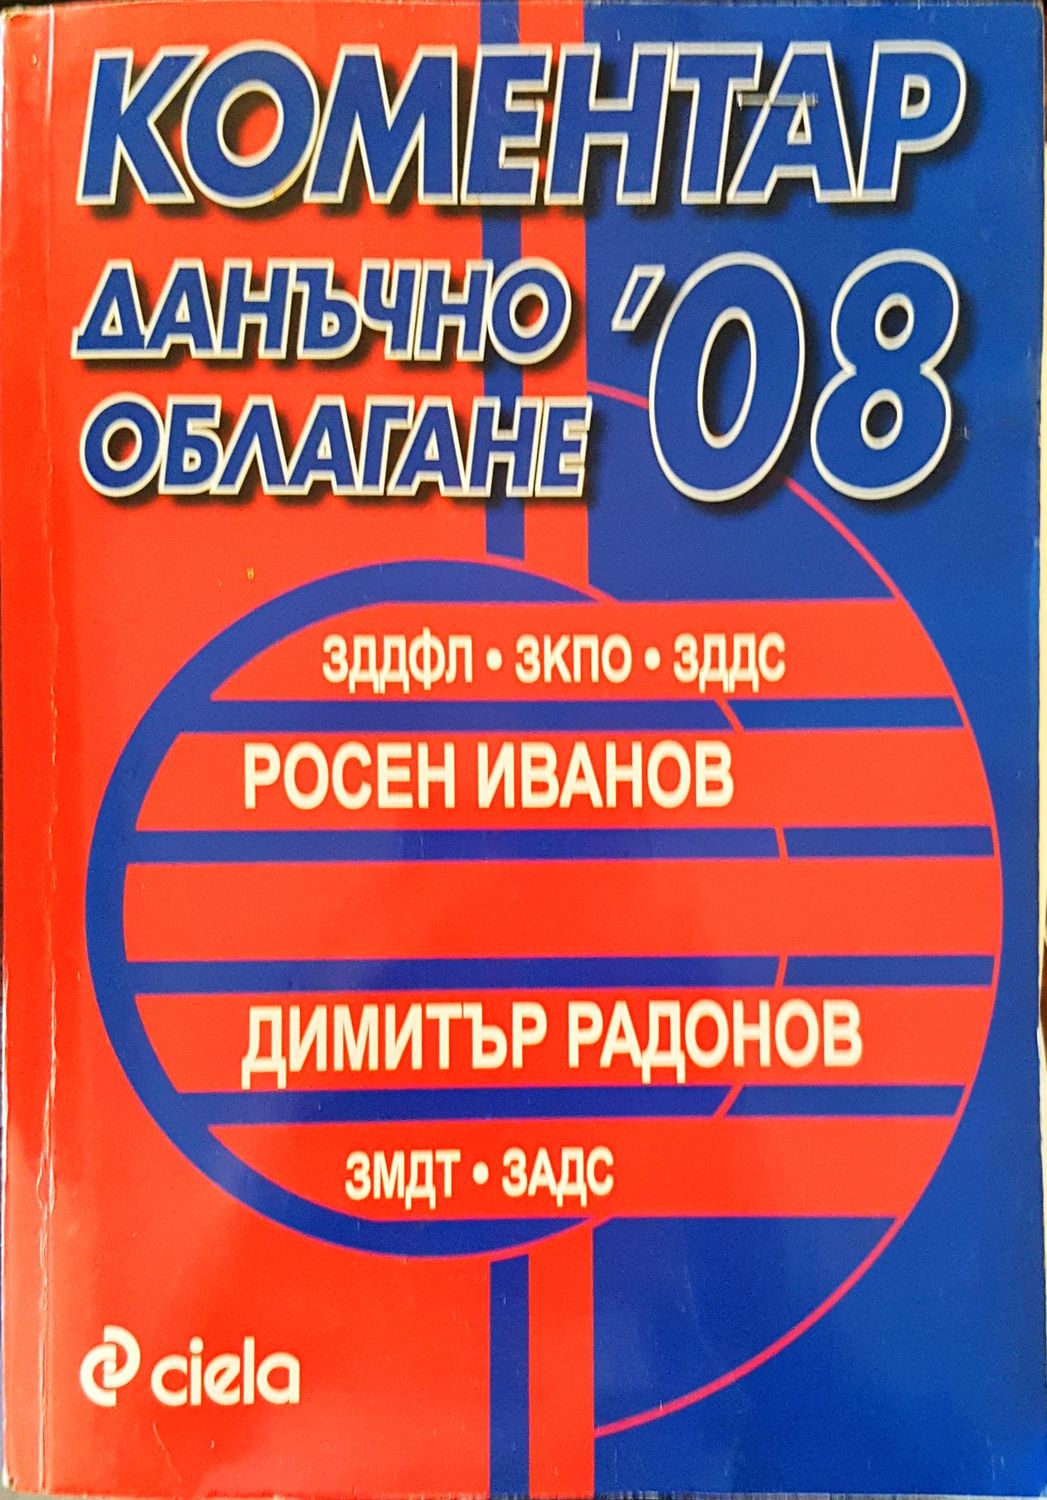 КОМЕНТАР
ДАНЪЧНО
ОБЛАГАНЕ '08
ЗДДФЛ • ЗКПО • ЗДДС
РОСЕН ИВАНОВ
ДИМИТЪР РАДОНОВ
ЗМДТ • ЗАДС
ciela